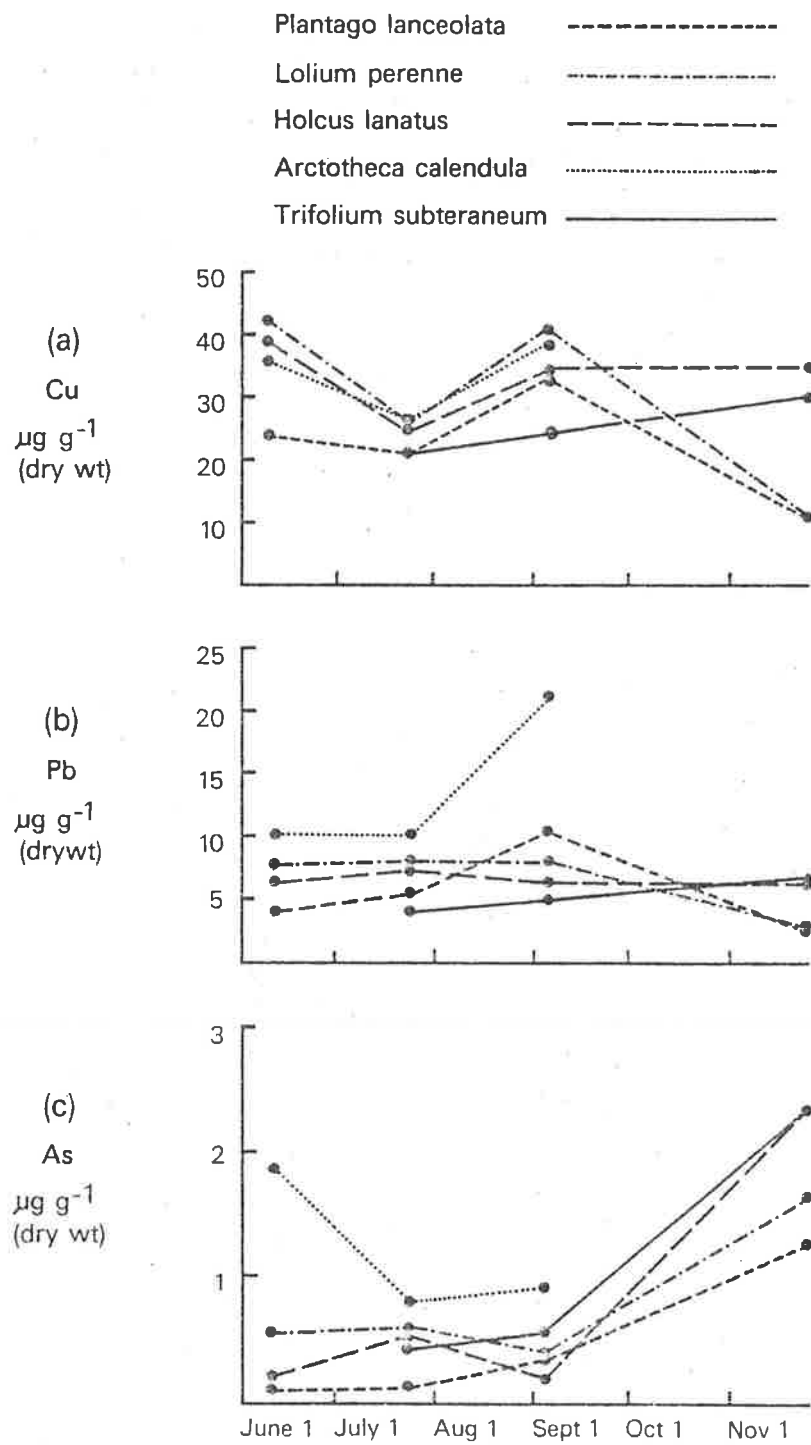 Plantago lanceolata
Lolium perenne
Holcus lanatus
Arctotheca calendula
Trifolium subteraneum
(a)
Cu
µg g⁻¹
(dry wt)
50
40
30
20
10
(b)
Pb
µg g⁻¹
(drywt)
25
20
15
10
5
(c)
As
µg g⁻¹
(dry wt)
3
2
1
June 1 July 1 Aug 1 Sept 1 Oct 1 Nov 1